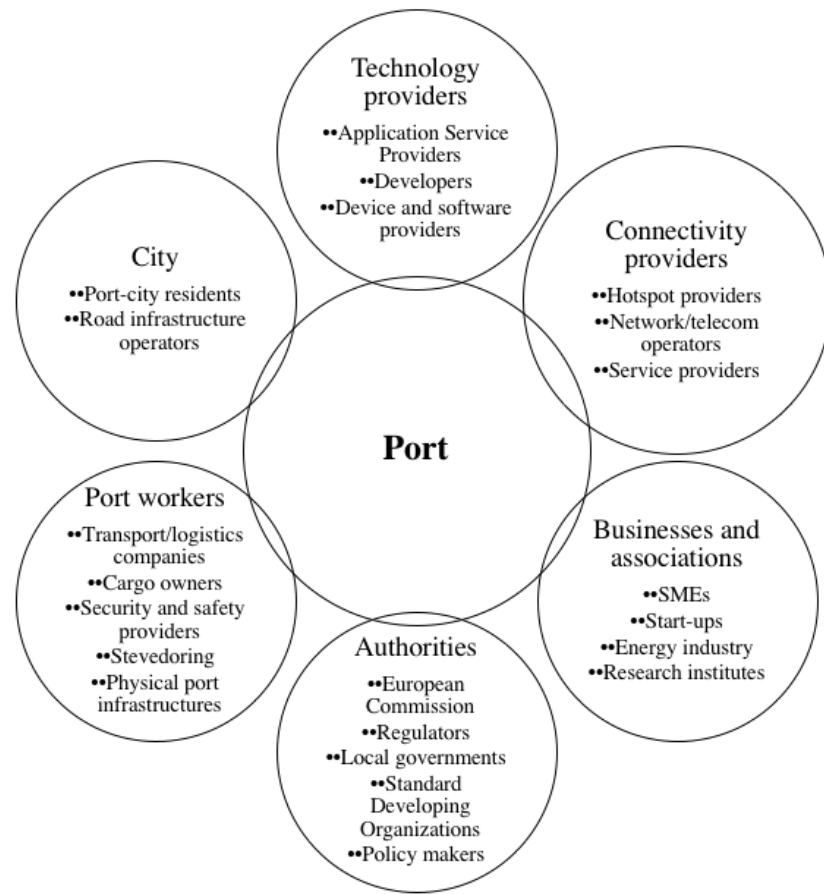 Technology
providers
••Application Service
Providers
••Developers
••Device and software
providers
Connectivity
providers
••Hotspot providers
••Network/telecom
operators
••Service providers
Businesses and
associations
••SMEs
••Start-ups
••Energy industry
••Research institutes
Authorities
••European
Commission
••Regulators
••Local governments
••Standard
Developing
Organizations
••Policy makers
Port workers
••Transport/logistics
companies
••Cargo owners
••Security and safety
providers
••Stevedoring
••Physical port
infrastructures
City
••Port-city residents
••Road infrastructure
operators
Port